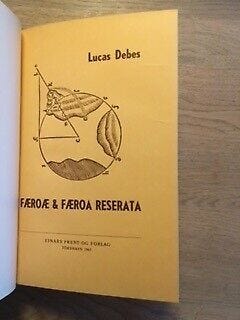 Lucas Debes
FÆROÆ & FÆROA RESERATA
EINARS PRENT OG FORLAG
TÓRSHAVN 1963